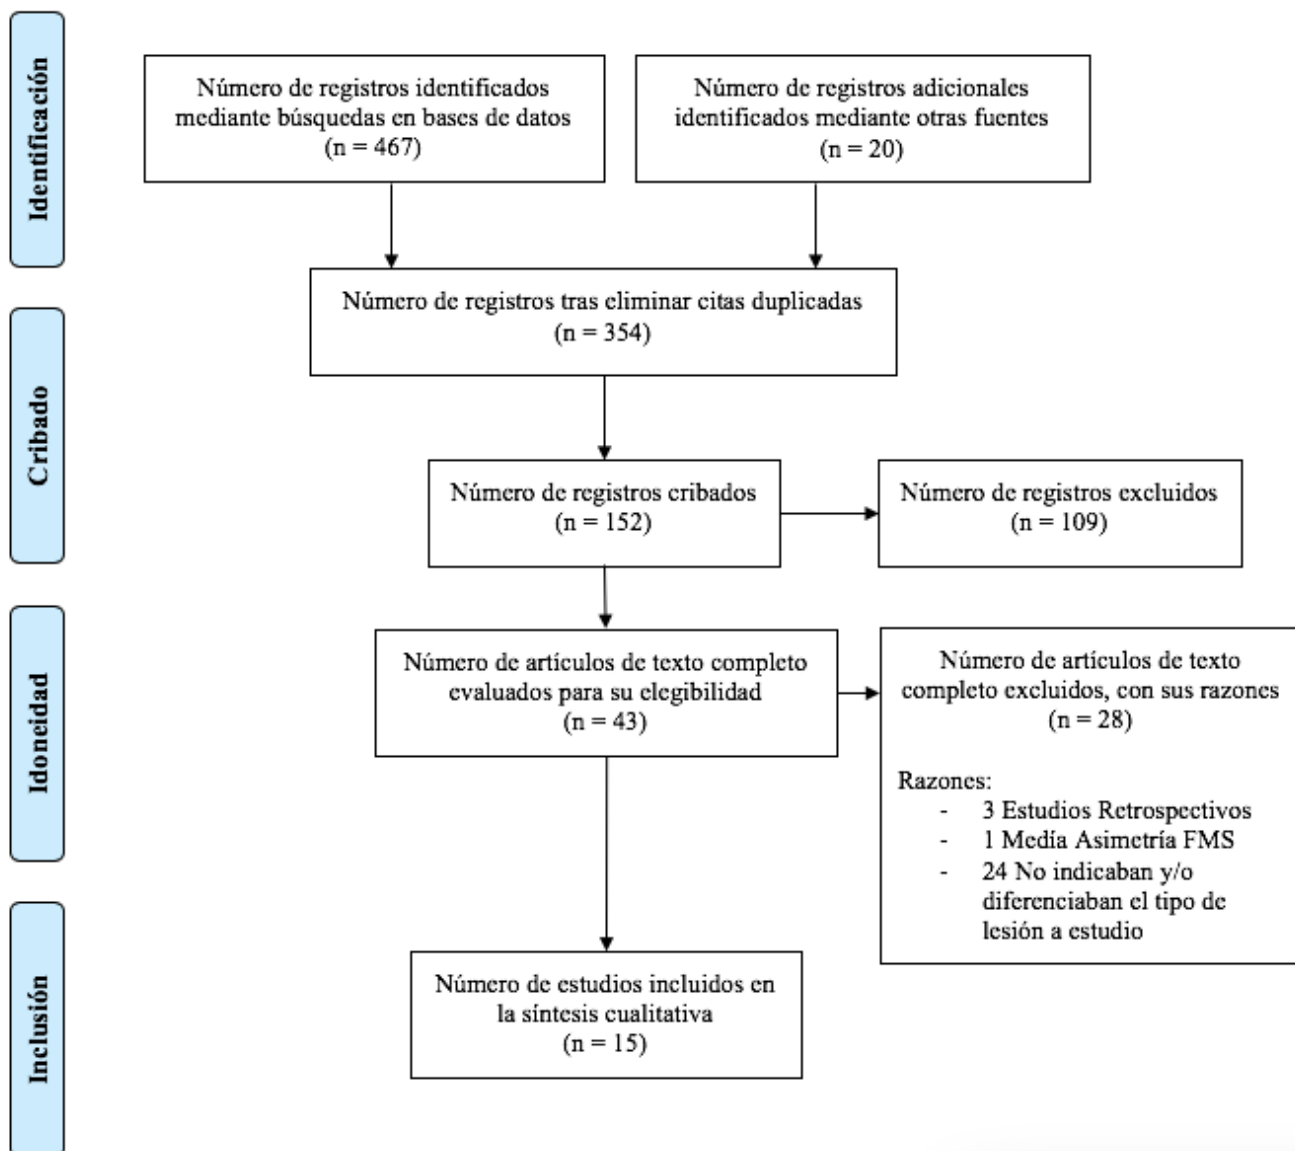 Identificación
Número de registros identificados
mediante búsquedas en bases de datos
(n = 467)
Número de registros adicionales
identificados mediante otras fuentes
(n = 20)
Número de registros tras eliminar citas duplicadas
(n = 354)
Cribado
Número de registros cribados
(n = 152)
Número de registros excluidos
(n = 109)
Idoneidad
Número de artículos de texto completo
evaluados para su elegibilidad
(n = 43)
Número de artículos de texto
completo excluidos, con sus razones
(n = 28)
Razones:
- 3 Estudios Retrospectivos
- 1 Medía Asimetría FMS
- 24 No indicaban y/o
diferenciaban el tipo de
lesión a estudio
Inclusión
Número de estudios incluidos en
la síntesis cualitativa
(n = 15)